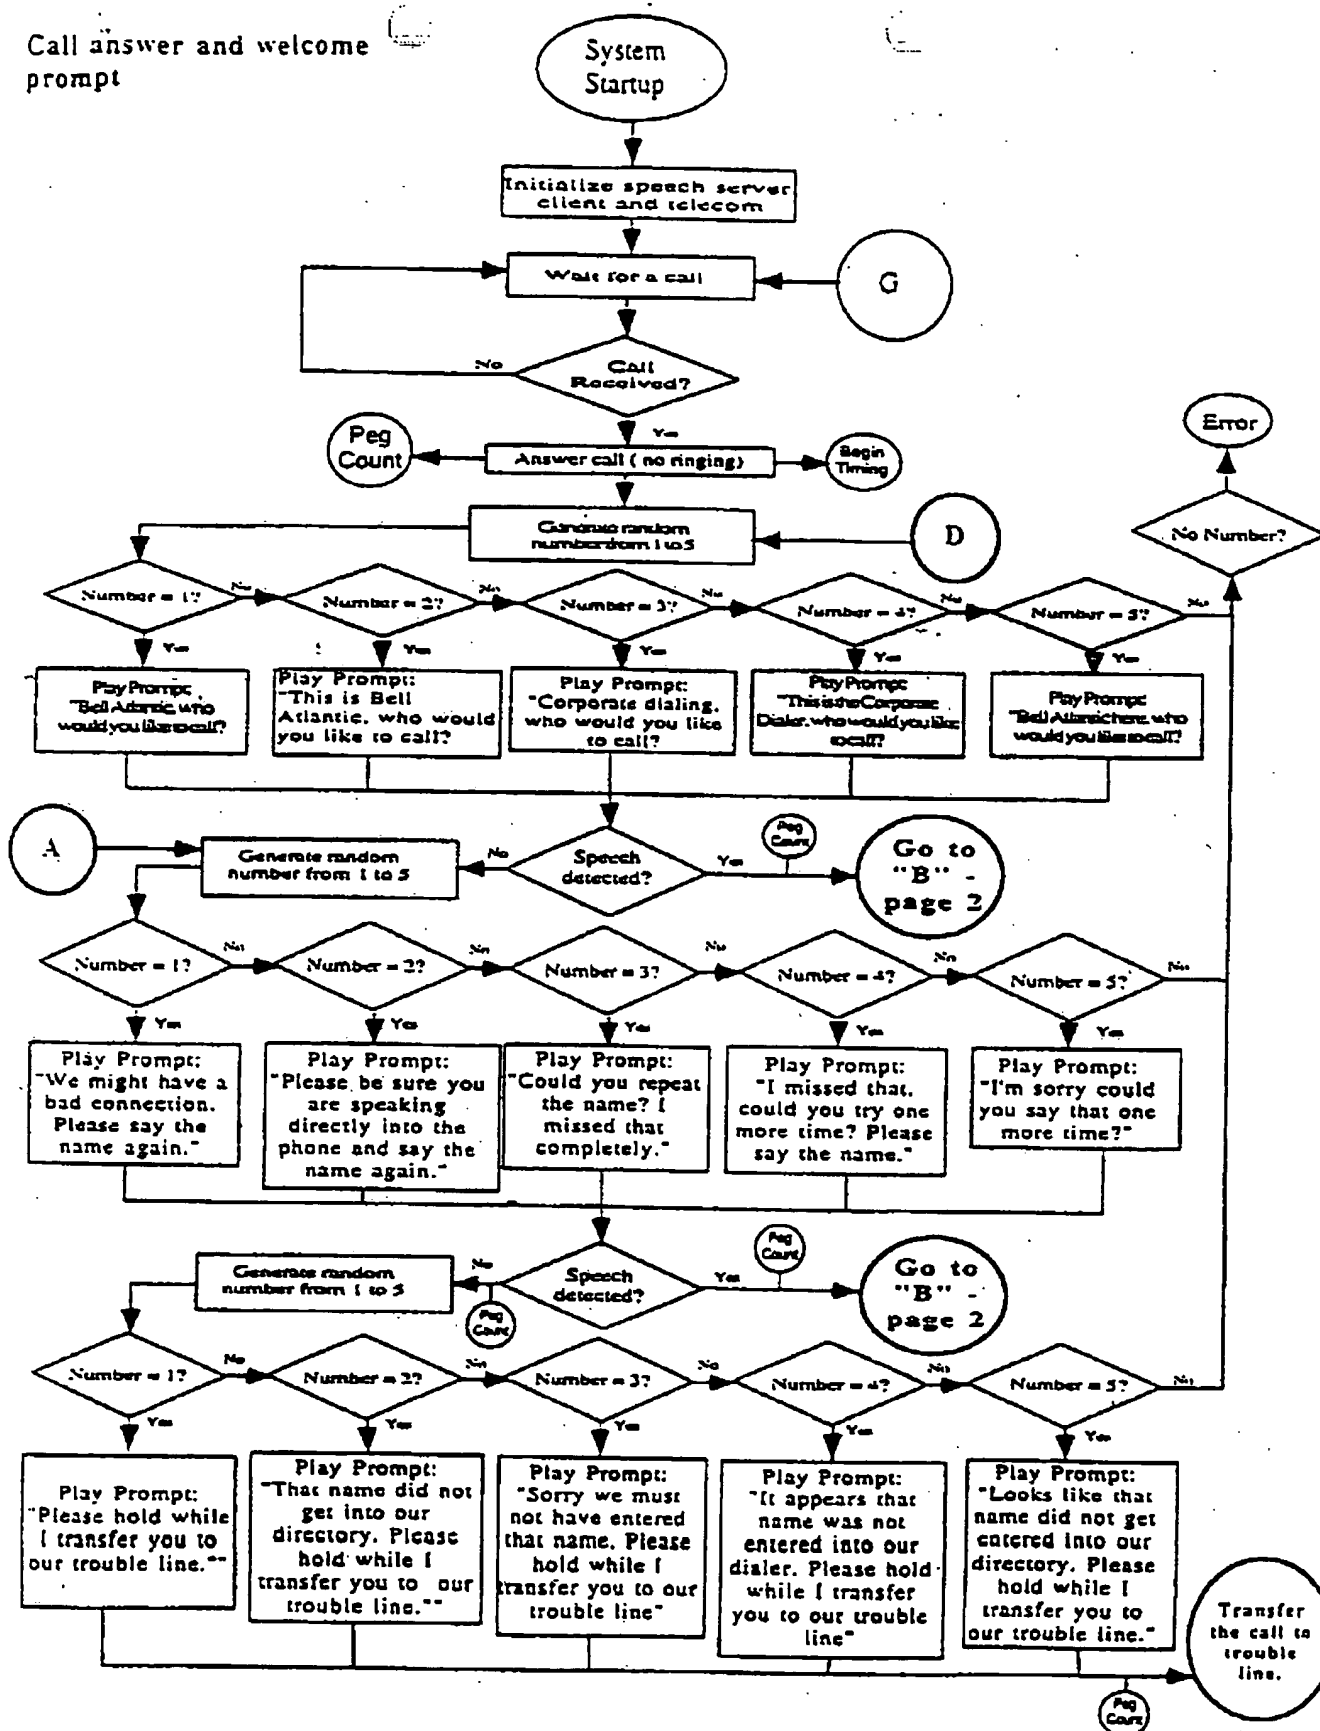 Call answer and welcome
prompt
System
Startup
Initialize speech server
client and telecom
Wait for a call
G
No
Call
Received?
Yes
Error
Peg
Count
Answer call ( no ringing)
Begin
Timing
No Number?
Generate random
number from 1 to 5
D
Number = 1?
No
Number = 2?
No
Number = 3?
No
Number = 4?
No
Number = 5?
No
Yes
Yes
Yes
Yes
Yes
Play Prompt:
"Bell Atlantic, who
would you like to call?
Play Prompt:
"This is Bell
Atlantic, who would
you like to call?
Play Prompt:
"Corporate dialing,
who would you like
to call?
Play Prompt:
"This is the Corporate
Dialer, who would you like
to call?
Play Prompt:
"Bell Atlantic here, who
would you like to call?
A
Generate random
number from 1 to 5
No
Speech
detected?
Yes
Peg
Count
Go to
"B" -
page 2
Number = 1?
No
Number = 2?
No
Number = 3?
No
Number = 4?
No
Number = 5?
No
Yes
Yes
Yes
Yes
Yes
Play Prompt:
"We might have a
bad connection.
Please say the
name again."
Play Prompt:
"Please be sure you
are speaking
directly into the
phone and say the
name again."
Play Prompt:
"Could you repeat
the name? I
missed that
completely."
Play Prompt:
"I missed that,
could you try one
more time? Please
say the name."
Play Prompt:
"I'm sorry could
you say that one
more time?"
Generate random
number from 1 to 5
No
Peg
Count
Speech
detected?
Yes
Peg
Count
Go to
"B" -
page 2
Number = 1?
No
Number = 2?
No
Number = 3?
No
Number = 4?
No
Number = 5?
No
Yes
Yes
Yes
Yes
Yes
Play Prompt:
"Please hold while
I transfer you to
our trouble line.""
Play Prompt:
"That name did not
get into our
directory. Please
hold while I
transfer you to our
trouble line.""
Play Prompt:
"Sorry we must
not have entered
that name. Please
hold while I
transfer you to our
trouble line"
Play Prompt:
"It appears that
name was not
entered into our
dialer. Please hold
while I transfer
you to our trouble
line"
Play Prompt:
"Looks like that
name did not get
entered into our
directory. Please
hold while I
transfer you to
our trouble line."
Peg
Count
Transfer
the call to
trouble
line.